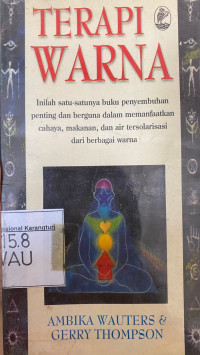 TERAPI
WARNA
Inilah satu-satunya buku penyembuhan
penting dan berguna dalam memanfaatkan
cahaya, makanan, dan air tersolarisasi
dari berbagai warna
sional Karangturi
15.8
WAU
AMBIKA WAUTERS &
GERRY THOMPSON